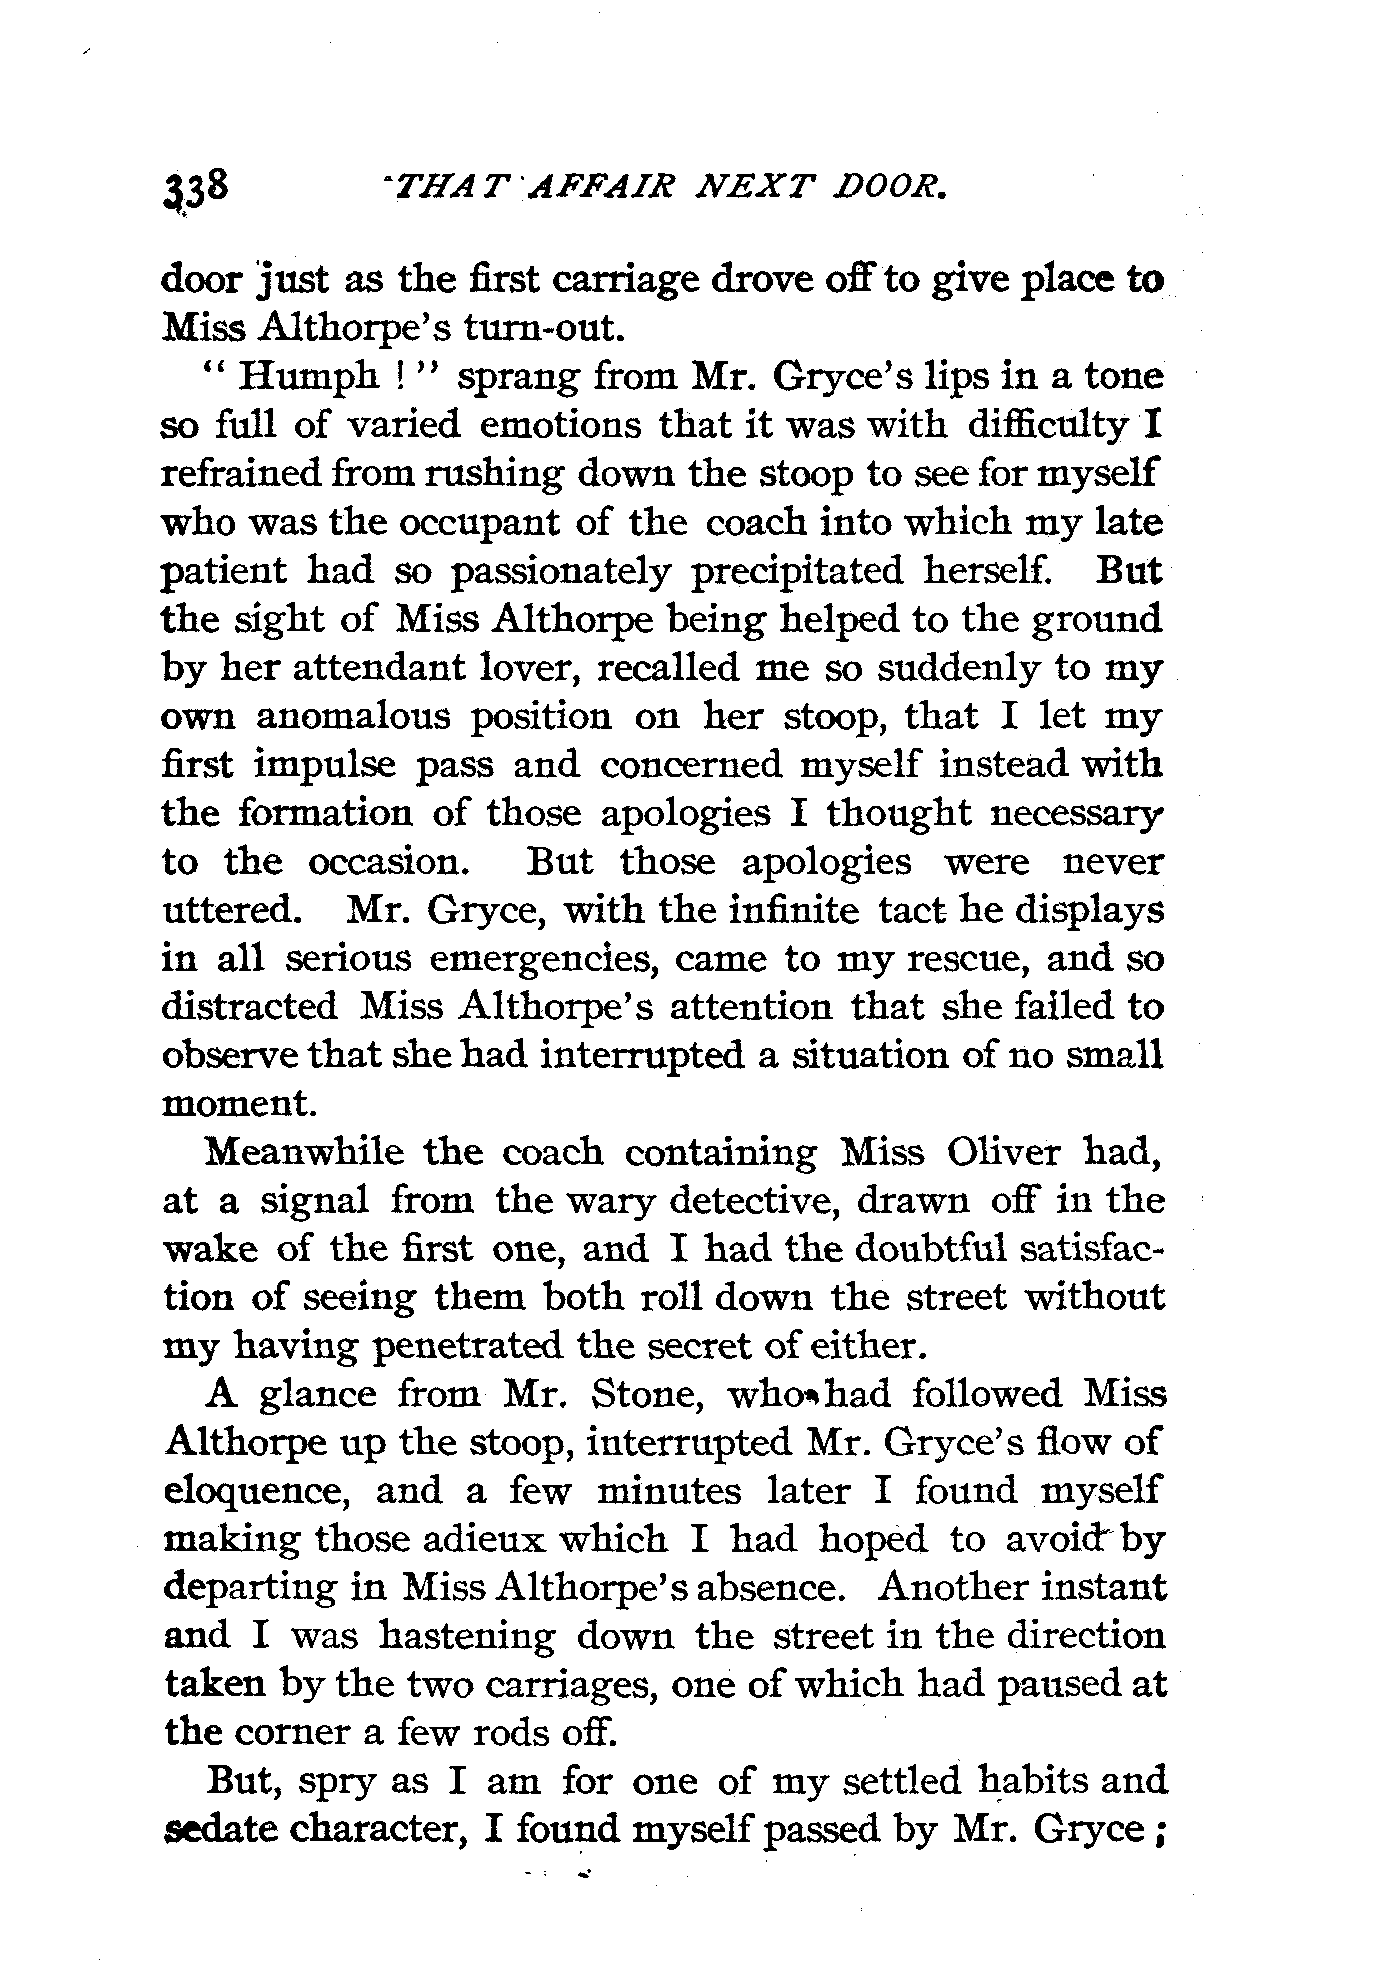 338 THAT AFFAIR NEXT DOOR.
door just as the first carriage drove off to give place to
Miss Althorpe's turn-out.
"Humph!" sprang from Mr. Gryce's lips in a tone
so full of varied emotions that it was with difficulty I
refrained from rushing down the stoop to see for myself
who was the occupant of the coach into which my late
patient had so passionately precipitated herself. But
the sight of Miss Althorpe being helped to the ground
by her attendant lover, recalled me so suddenly to my
own anomalous position on her stoop, that I let my
first impulse pass and concerned myself instead with
the formation of those apologies I thought necessary
to the occasion. But those apologies were never
uttered. Mr. Gryce, with the infinite tact he displays
in all serious emergencies, came to my rescue, and so
distracted Miss Althorpe's attention that she failed to
observe that she had interrupted a situation of no small
moment.
Meanwhile the coach containing Miss Oliver had,
at a signal from the wary detective, drawn off in the
wake of the first one, and I had the doubtful satisfac-
tion of seeing them both roll down the street without
my having penetrated the secret of either.
A glance from Mr. Stone, who had followed Miss
Althorpe up the stoop, interrupted Mr. Gryce's flow of
eloquence, and a few minutes later I found myself
making those adieux which I had hoped to avoid by
departing in Miss Althorpe's absence. Another instant
and I was hastening down the street in the direction
taken by the two carriages, one of which had paused at
the corner a few rods off.
But, spry as I am for one of my settled habits and
sedate character, I found myself passed by Mr. Gryce;